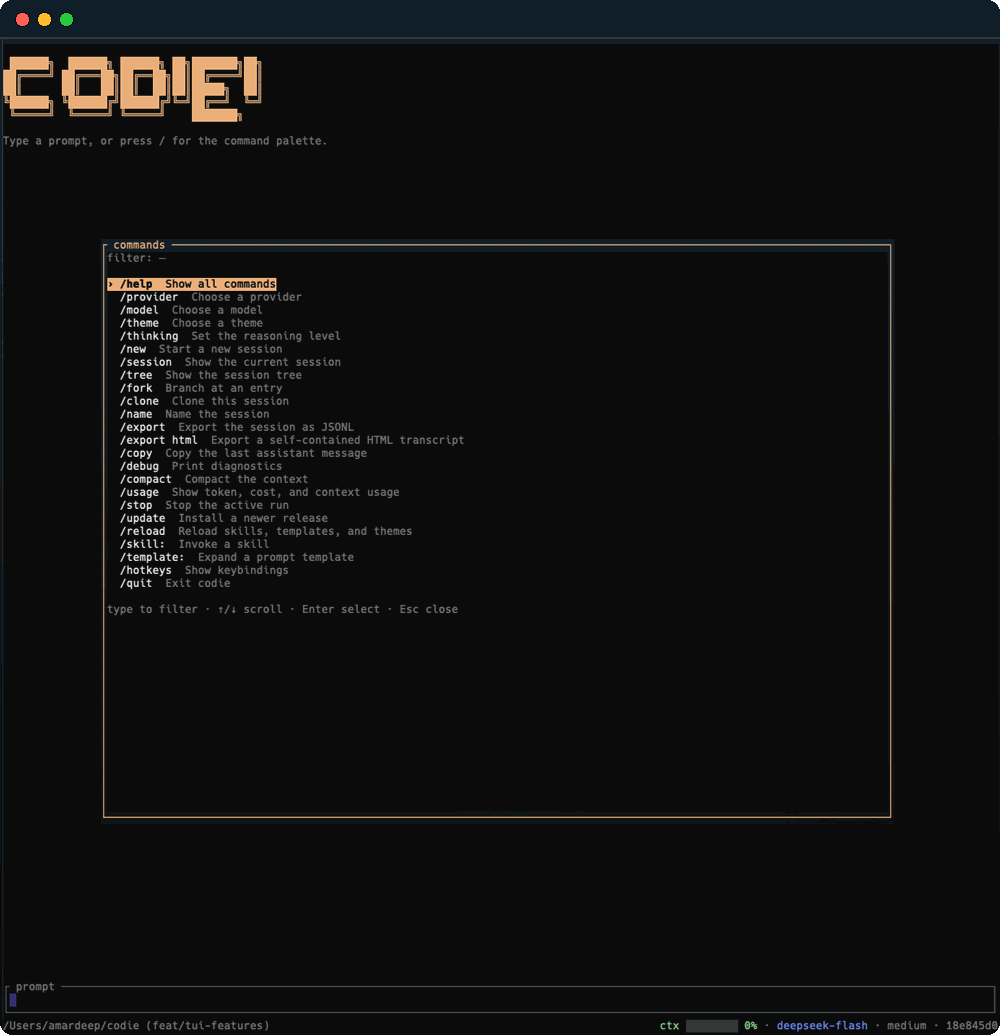 CODIE!
Type a prompt, or press / for the command palette.
commands
filter: —
› /help  Show all commands
/provider  Choose a provider
/model  Choose a model
/theme  Choose a theme
/thinking  Set the reasoning level
/new  Start a new session
/session  Show the current session
/tree  Show the session tree
/fork  Branch at an entry
/clone  Clone this session
/name  Name the session
/export  Export the session as JSONL
/export html  Export a self-contained HTML transcript
/copy  Copy the last assistant message
/debug  Print diagnostics
/compact  Compact the context
/usage  Show token, cost, and context usage
/stop  Stop the active run
/update  Install a newer release
/reload  Reload skills, templates, and themes
/skill:  Invoke a skill
/template:  Expand a prompt template
/hotkeys  Show keybindings
/quit  Exit codie
type to filter · ↑/↓ scroll · Enter select · Esc close
prompt
/Users/amardeep/codie (feat/tui-features)
ctx 0% · deepseek-flash · medium · 18e845d0